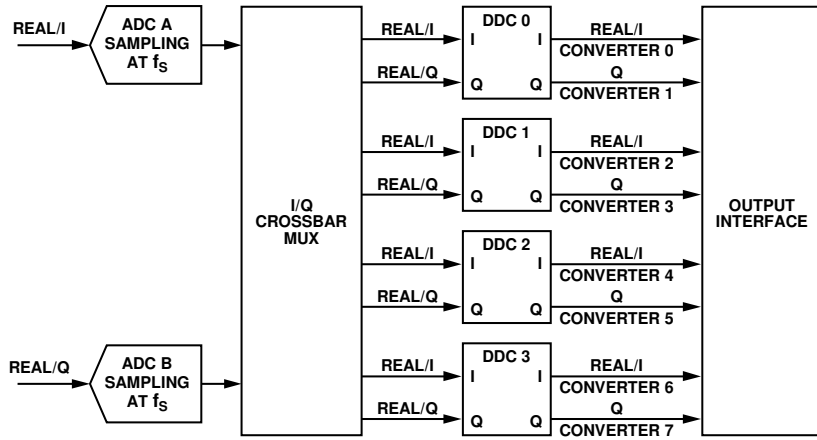 REAL/I
ADC A
SAMPLING
AT fS
REAL/Q
ADC B
SAMPLING
AT fS
I/Q
CROSSBAR
MUX
REAL/I
REAL/Q
DDC 0
I I
Q Q
REAL/I
CONVERTER 0
Q
CONVERTER 1
REAL/I
REAL/Q
DDC 1
I I
Q Q
REAL/I
CONVERTER 2
Q
CONVERTER 3
REAL/I
REAL/Q
DDC 2
I I
Q Q
REAL/I
CONVERTER 4
Q
CONVERTER 5
REAL/I
REAL/Q
DDC 3
I I
Q Q
REAL/I
CONVERTER 6
Q
CONVERTER 7
OUTPUT
INTERFACE